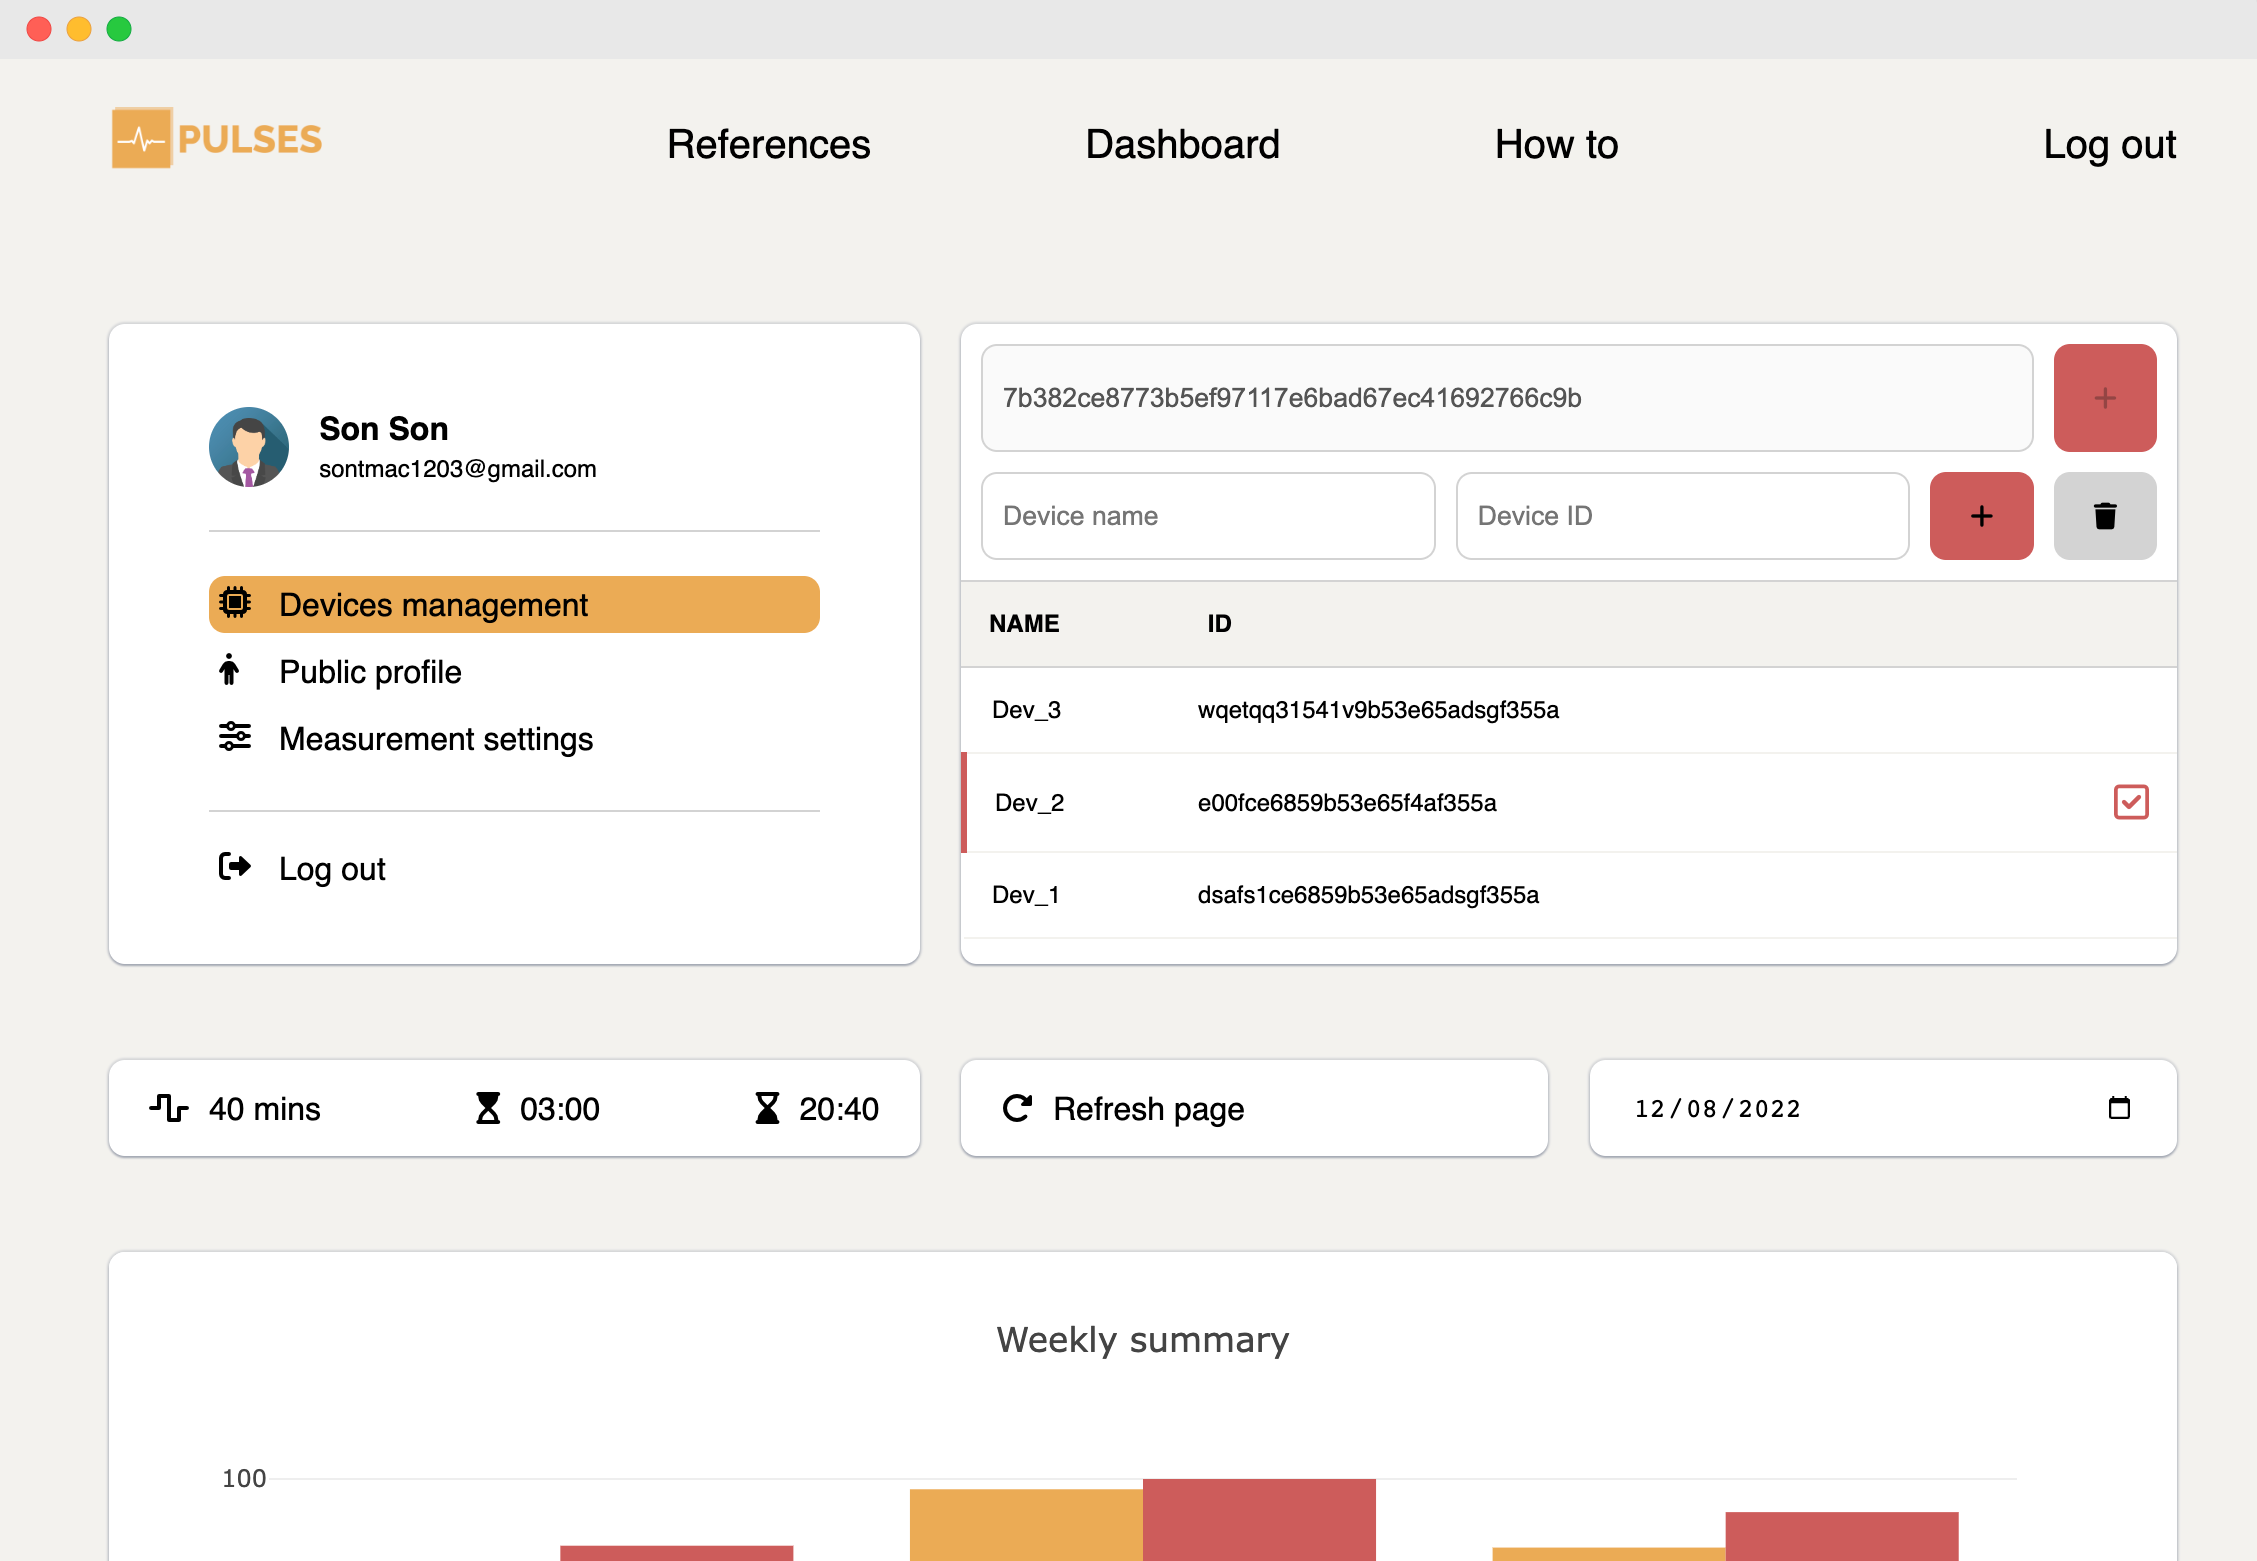 PULSES
References
Dashboard
How to
Log out
Son Son
sontmac1203@gmail.com
Devices management
Public profile
Measurement settings
Log out
7b382ce8773b5ef97117e6bad67ec41692766c9b
Device name
Device ID
+
NAME ID
Dev_3 wqetqq31541v9b53e65adsgf355a
Dev_2 e00fce6859b53e65f4af355a
Dev_1 dsafs1ce6859b53e65adsgf355a
40 mins
03:00
20:40
Refresh page
12/08/2022
Weekly summary
100